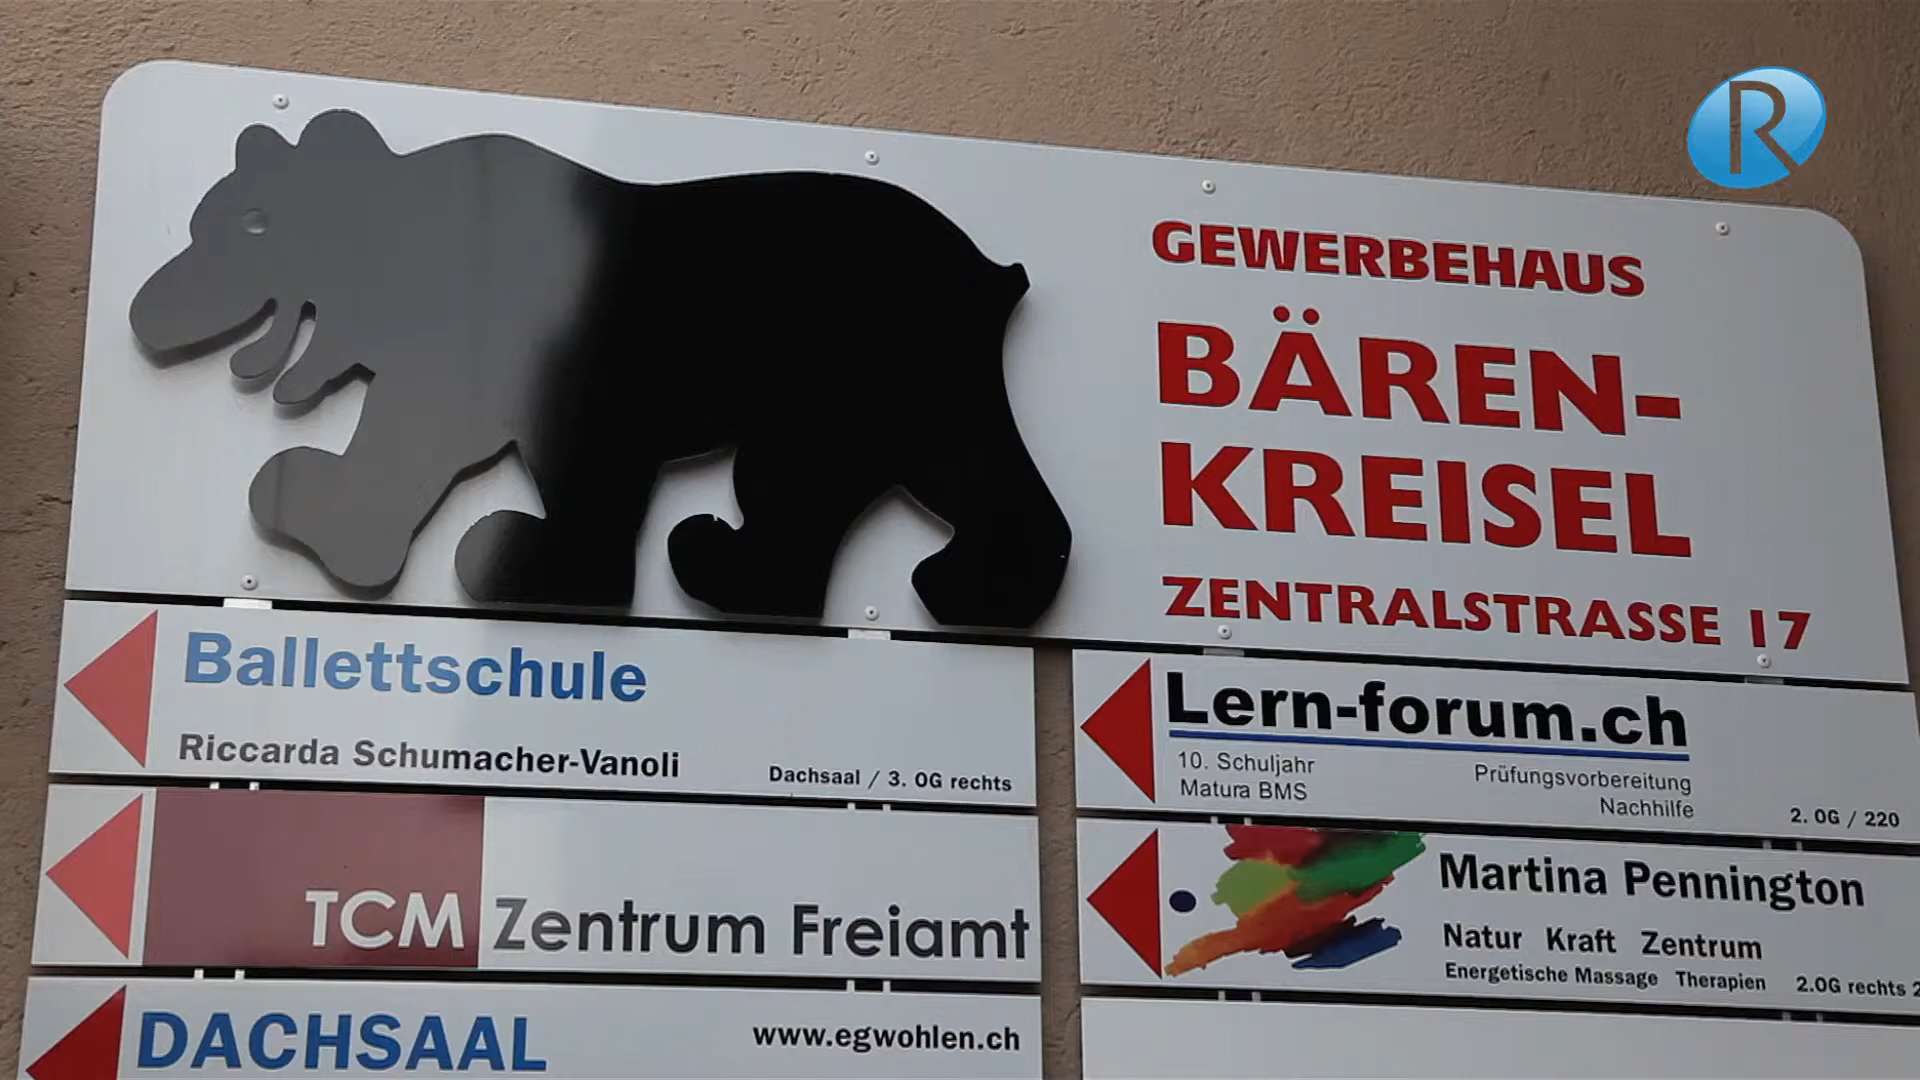 R
GEWERBEHAUS
BÄREN-
KREISEL
ZENTRALSTRASSE 17
Ballettschule
Riccarda Schumacher-Vanoli
Dachsaal / 3. OG rechts
TCM Zentrum Freiamt
DACHSAAL
www.egwohlen.ch
Lern-forum.ch
10. Schuljahr
Matura BMS
Prüfungsvorbereitung
Nachhilfe
2. OG / 220
Martina Pennington
Natur Kraft Zentrum
Energetische Massage Therapien
2.OG rechts